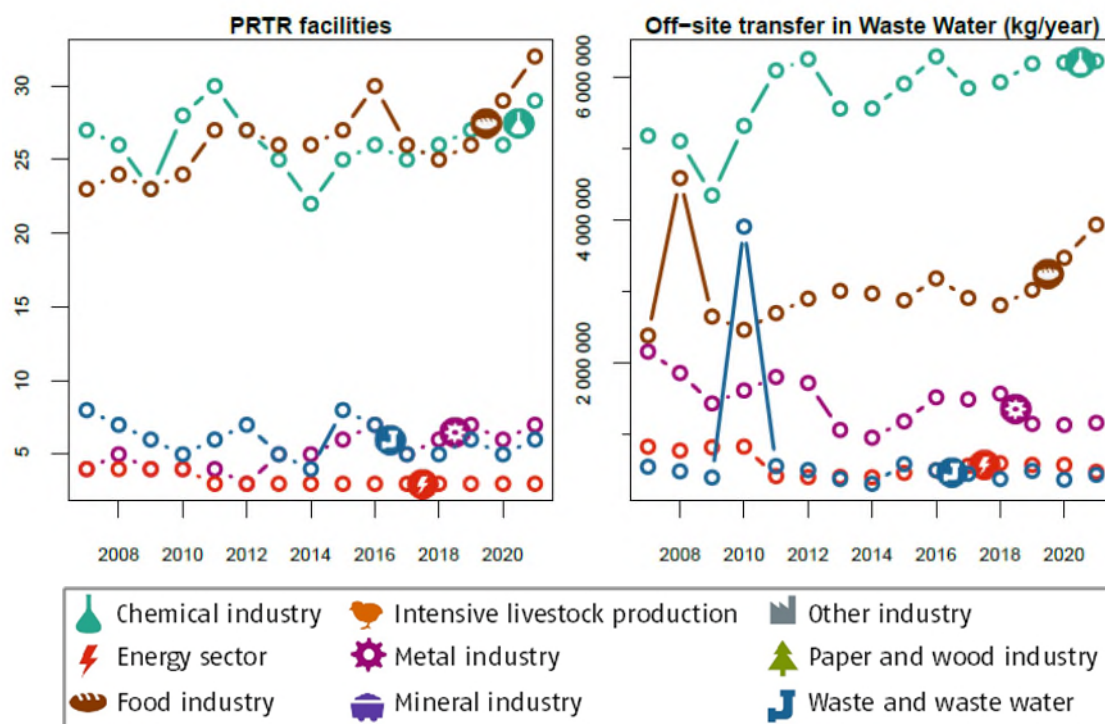 PRTR facilities
30
25
20
15
10
5
2008 2010 2012 2014 2016 2018 2020
Off−site transfer in Waste Water (kg/year)
6 000 000
4 000 000
2 000 000
2008 2010 2012 2014 2016 2018 2020
Chemical industry Intensive livestock production Other industry
Energy sector Metal industry Paper and wood industry
Food industry Mineral industry Waste and waste water